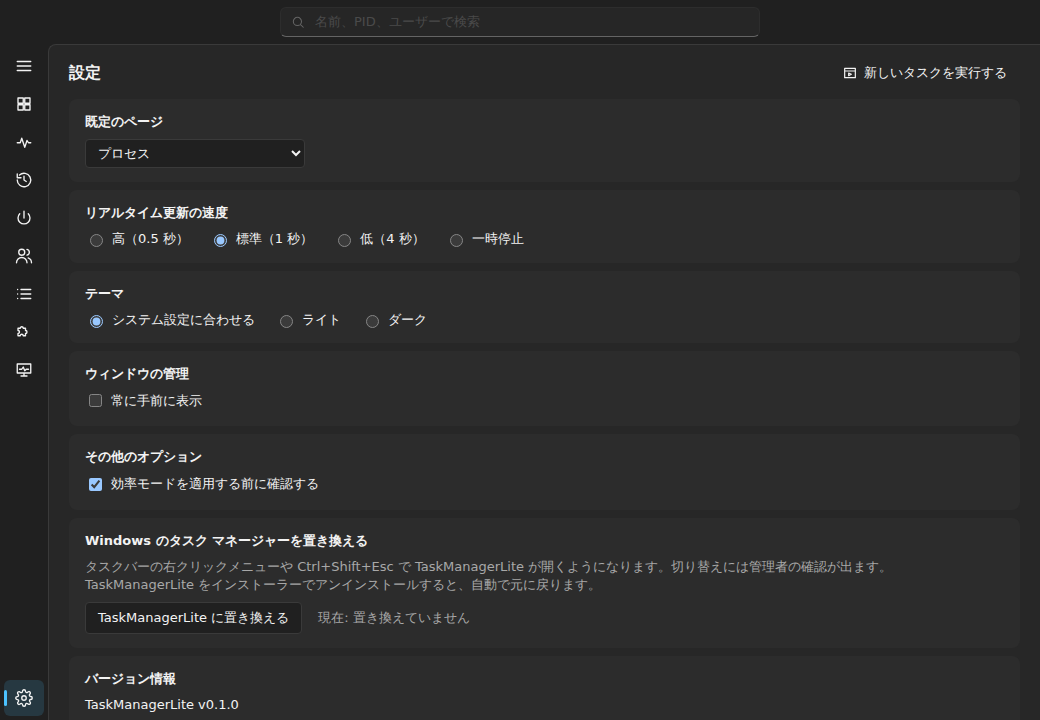 名前、PID、ユーザーで検索
設定
新しいタスクを実行する
既定のページ
プロセス
リアルタイム更新の速度
高（0.5 秒） 標準（1 秒） 低（4 秒） 一時停止
テーマ
システム設定に合わせる ライト ダーク
ウィンドウの管理
常に手前に表示
その他のオプション
効率モードを適用する前に確認する
Windows のタスク マネージャーを置き換える
タスクバーの右クリックメニューや Ctrl+Shift+Esc で TaskManagerLite が開くようになります。切り替えには管理者の確認が出ます。
TaskManagerLite をインストーラーでアンインストールすると、自動で元に戻ります。
TaskManagerLite に置き換える 現在: 置き換えていません
バージョン情報
TaskManagerLite v0.1.0